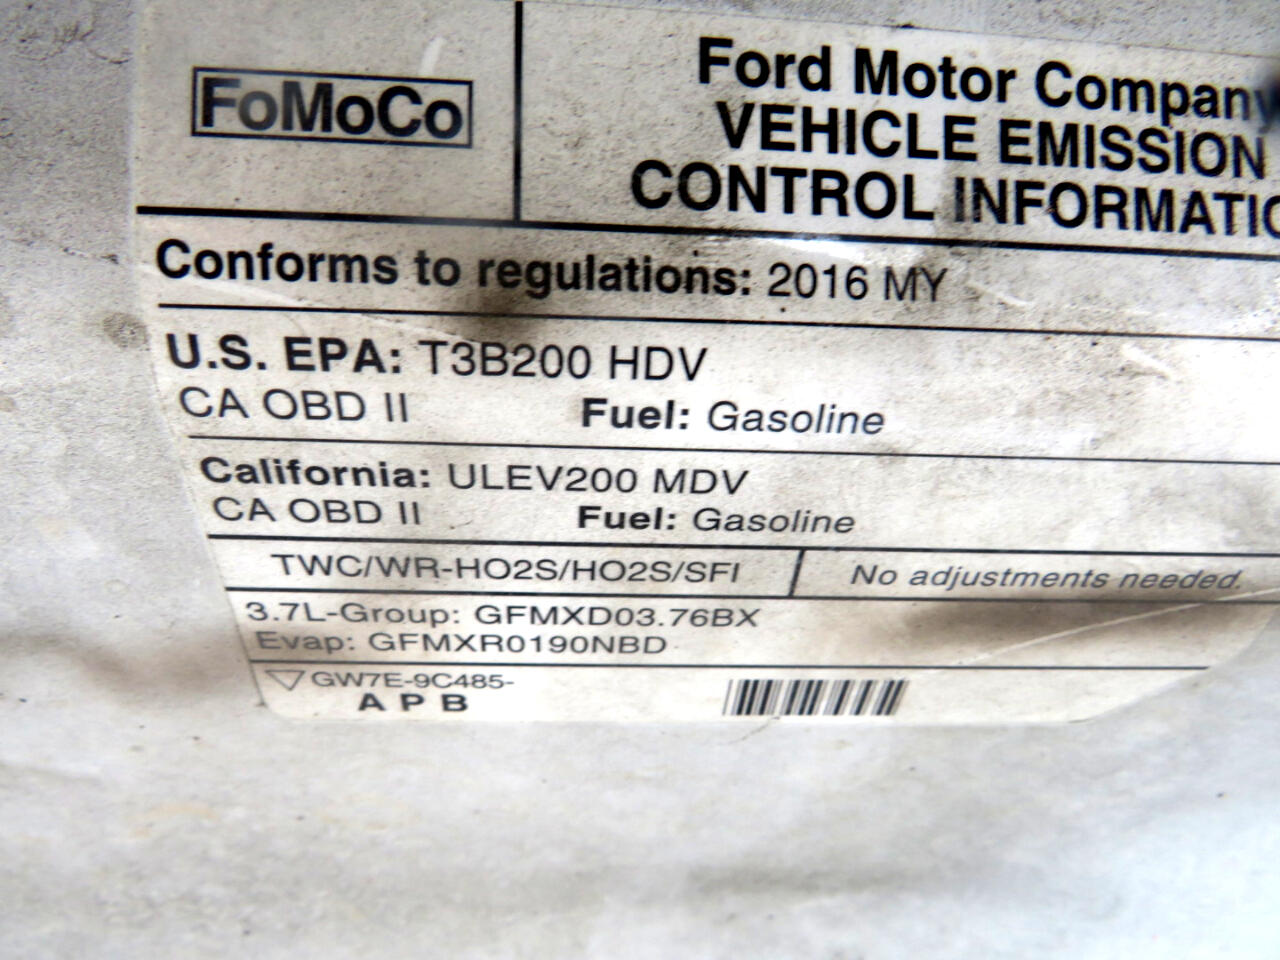 FoMoCo
Ford Motor Company
VEHICLE EMISSION
CONTROL INFORMATIO
Conforms to regulations: 2016 MY
U.S. EPA: T3B200 HDV
CA OBD II Fuel: Gasoline
California: ULEV200 MDV
CA OBD II Fuel: Gasoline
TWC/WR-HO2S/HO2S/SFI No adjustments needed.
3.7L-Group: GFMXD03.76BX
Evap: GFMXR0190NBD
GW7E-9C485-
A P B